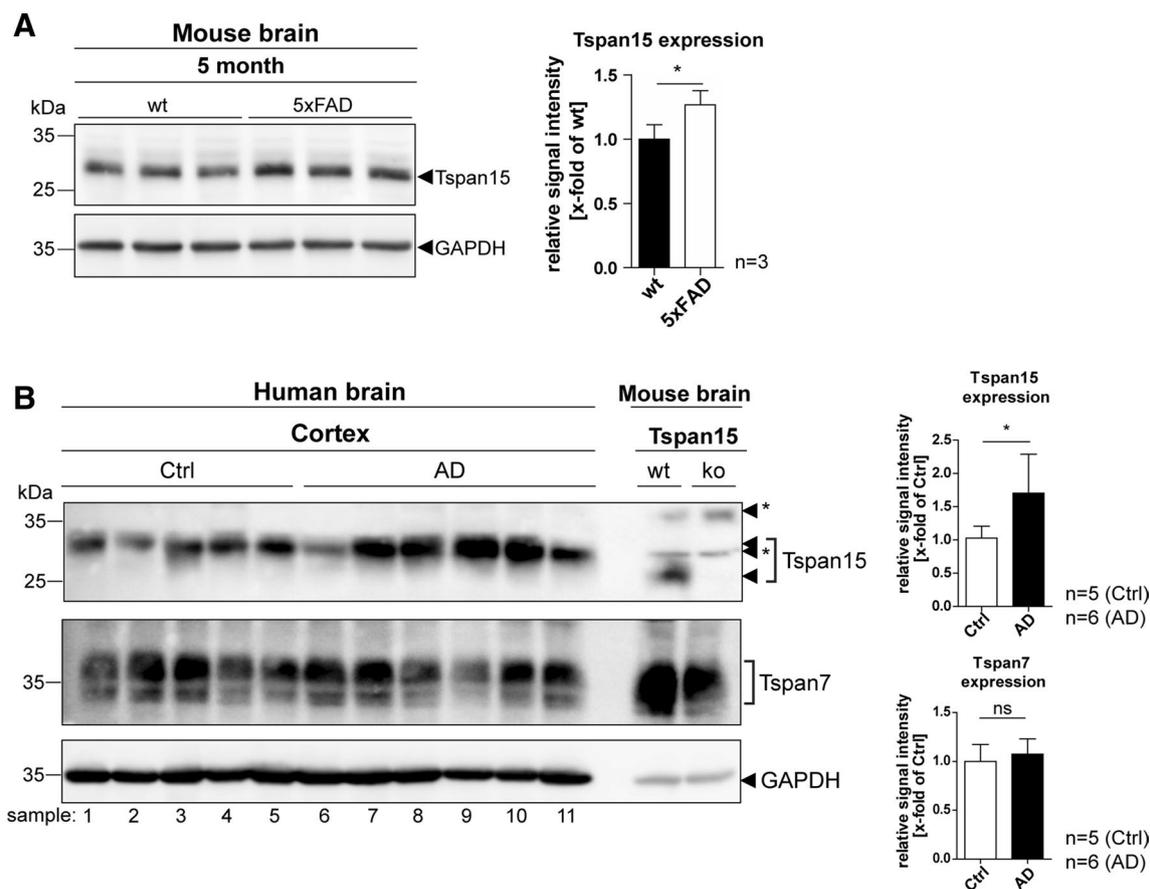 A
Mouse brain
5 month
kDa
wt 5xFAD
35
25
Tspan15
35
GAPDH
Tspan15 expression
relative signal intensity
[x-fold of wt]
1.5
1.0
0.5
0.0
*
wt
5xFAD
n=3
B
Human brain
Mouse brain
Cortex
Tspan15
Ctrl AD
wt ko
kDa
35
25
*
*
Tspan15
35
Tspan7
35
GAPDH
sample: 1 2 3 4 5 6 7 8 9 10 11
Tspan15
expression
relative signal intensity
[x-fold of Ctrl]
2.5
2.0
1.5
1.0
0.5
0.0
*
Ctrl
AD
n=5 (Ctrl)
n=6 (AD)
Tspan7
expression
relative signal intensity
[x-fold of Ctrl]
1.5
1.0
0.5
0.0
ns
Ctrl
AD
n=5 (Ctrl)
n=6 (AD)